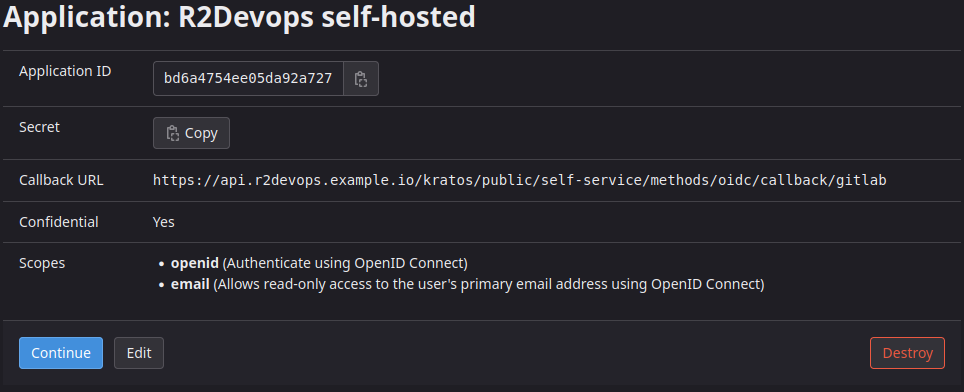 Application: R2Devops self-hosted
Application ID
bd6a4754ee05da92a727
Secret
Copy
Callback URL
https://api.r2devops.example.io/kratos/public/self-service/methods/oidc/callback/gitlab
Confidential
Yes
Scopes
• openid (Authenticate using OpenID Connect)
• email (Allows read-only access to the user's primary email address using OpenID Connect)
Continue
Edit
Destroy